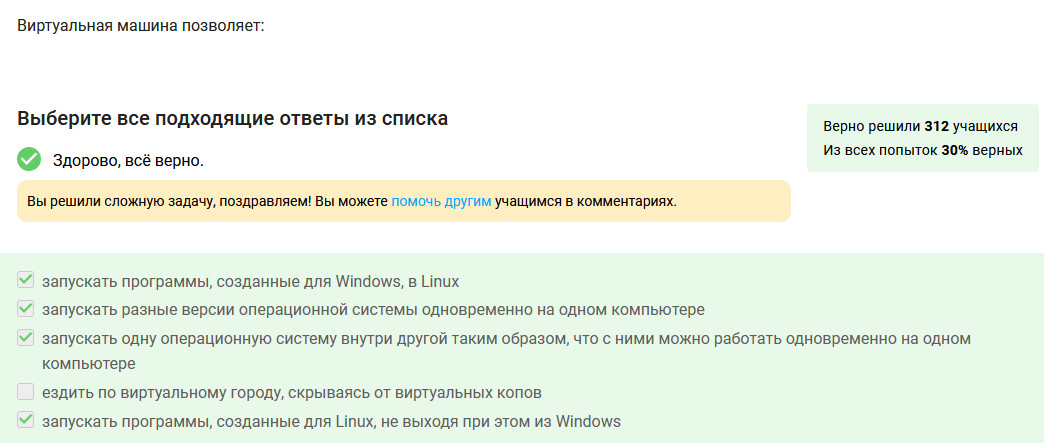 Виртуальная машина позволяет:
Выберите все подходящие ответы из списка
Здорово, всё верно.
Верно решили 312 учащихся
Из всех попыток 30% верных
Вы решили сложную задачу, поздравляем! Вы можете помочь другим учащимся в комментариях.
запускать программы, созданные для Windows, в Linux
запускать разные версии операционной системы одновременно на одном компьютере
запускать одну операционную систему внутри другой таким образом, что с ними можно работать одновременно на одном
компьютере
ездить по виртуальному городу, скрываясь от виртуальных копов
запускать программы, созданные для Linux, не выходя при этом из Windows